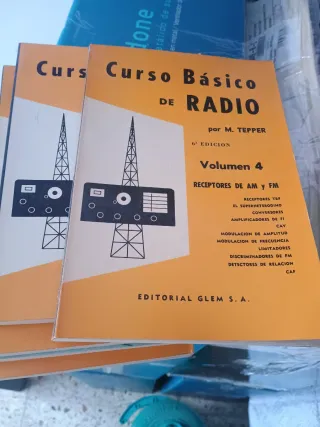 done
Curs
Curso Básico
DE RADIO
por M. TEPPER
6ª EDICION
Volumen 4
RECEPTORES DE AM y FM
RECEPTORES TRF
EL SUPERHETERODINO
CONVERSORES
AMPLIFICADORES DE FI
CAV
MODULACION DE AMPLITUD
MODULACION DE FRECUENCIA
LIMITADORES
DISCRIMINADORES DE FM
DETECTORES DE RELACION
CAF
EDITORIAL GLEM S.A.